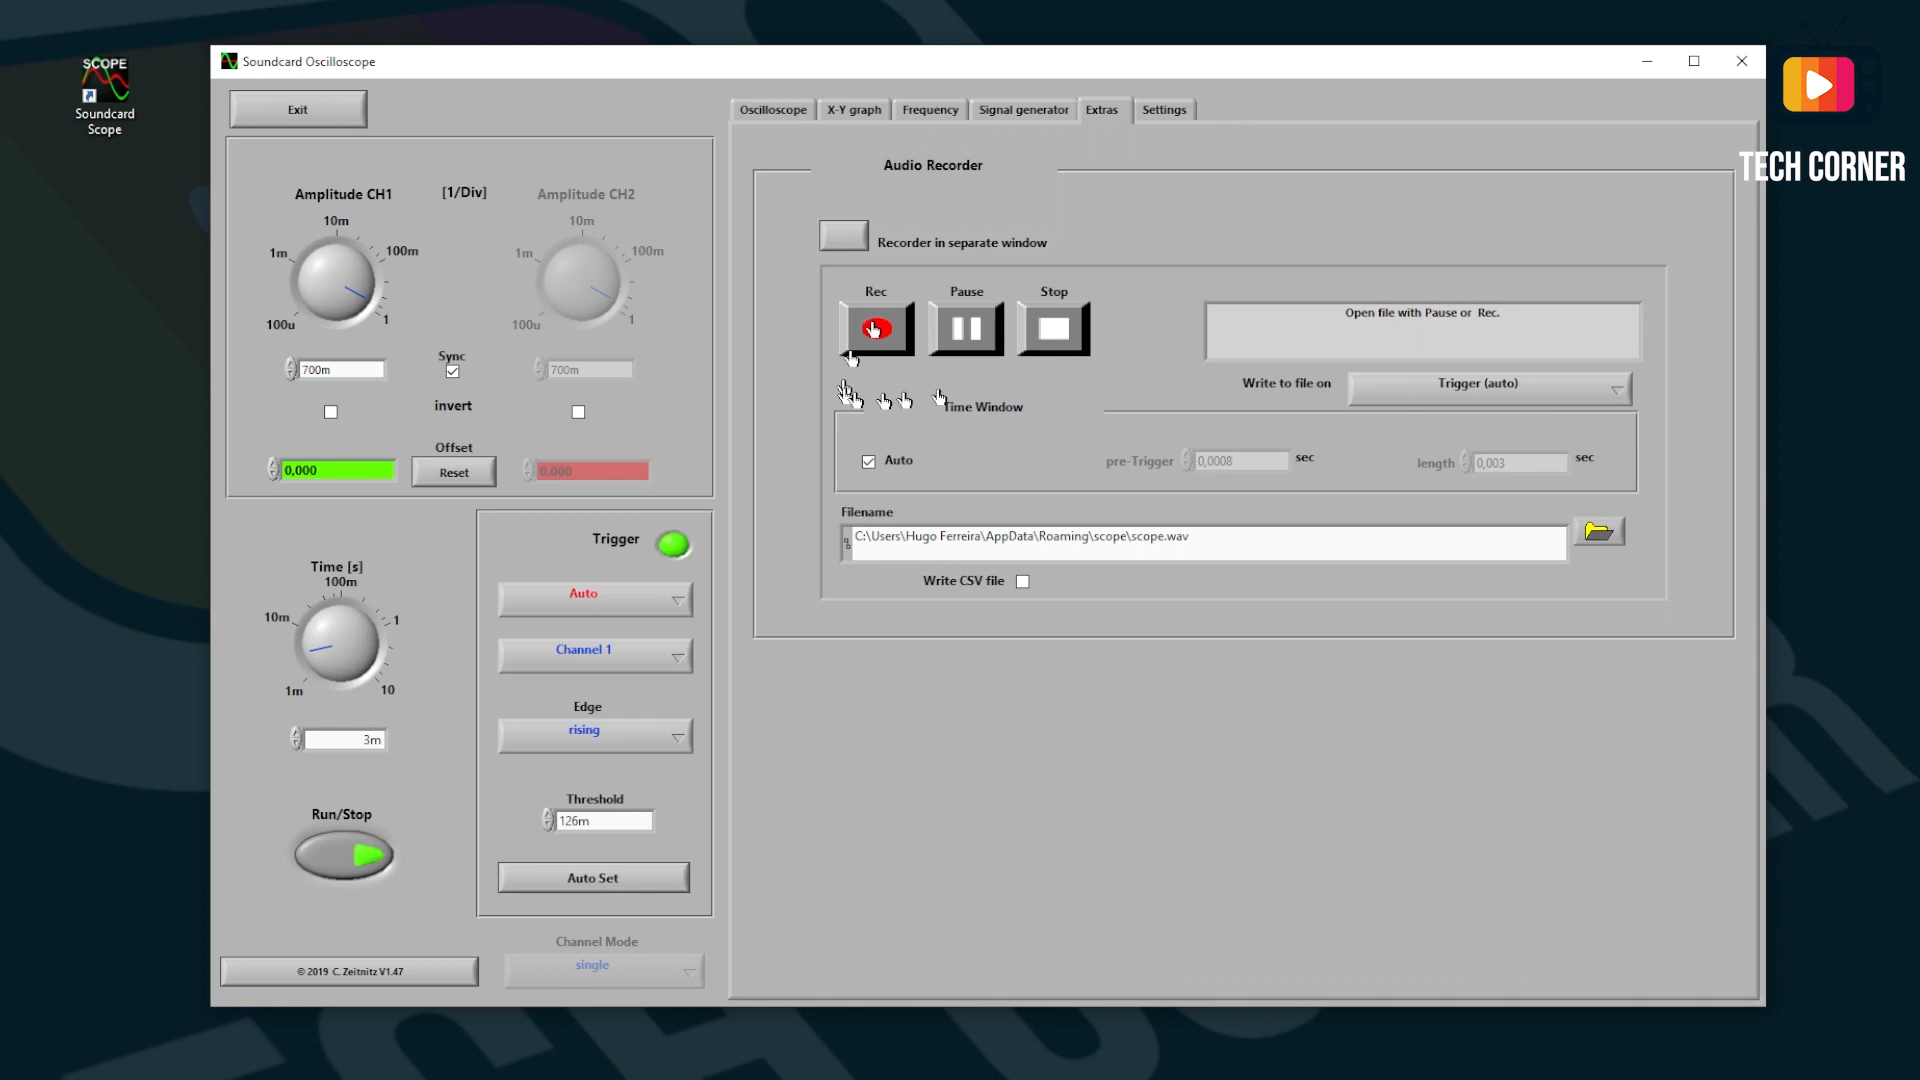 SCOPE
Soundcard
Scope
Soundcard Oscilloscope
TECH CORNER
Exit
Oscilloscope
X-Y graph
Frequency
Signal generator
Extras
Settings
Amplitude CH1
[1/Div]
Amplitude CH2
10m
10m
1m
100m
1m
100m
100u
1
100u
1
700m
Sync
700m
invert
Offset
0,000
Reset
0,000
Time [s]
100m
10m
1
1m
10
3m
Run/Stop
Trigger
Auto
Channel 1
Edge
rising
Threshold
126m
Auto Set
Channel Mode
single
© 2019 C. Zeitnitz V1.47
Audio Recorder
Recorder in separate window
Rec
Pause
Stop
Open file with Pause or Rec.
Write to file on
Trigger (auto)
Time Window
Auto
pre-Trigger
0,0008
sec
length
0,003
sec
Filename
C:\Users\Hugo Ferreira\AppData\Roaming\scope\scope.wav
Write CSV file